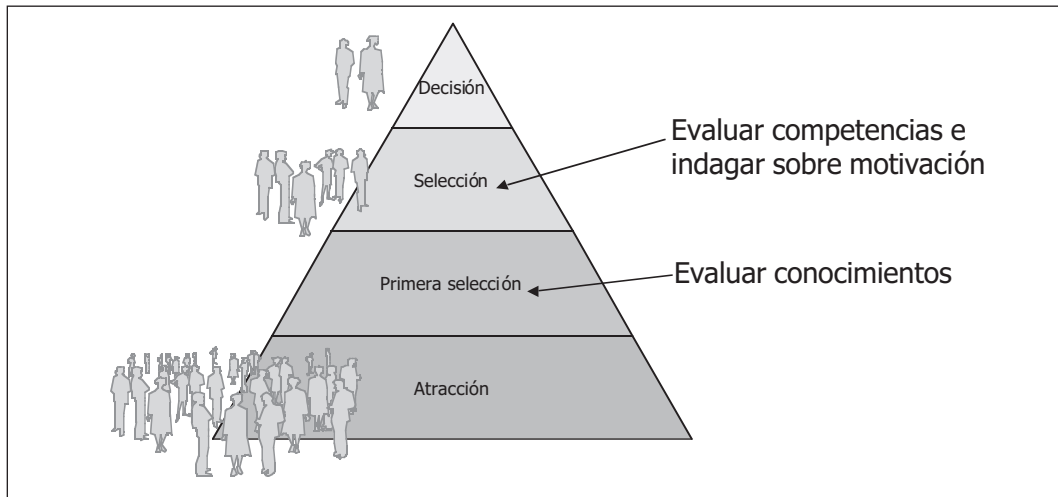 Decisión
Evaluar competencias e
indagar sobre motivación
Selección
Evaluar conocimientos
Primera selección
Atracción